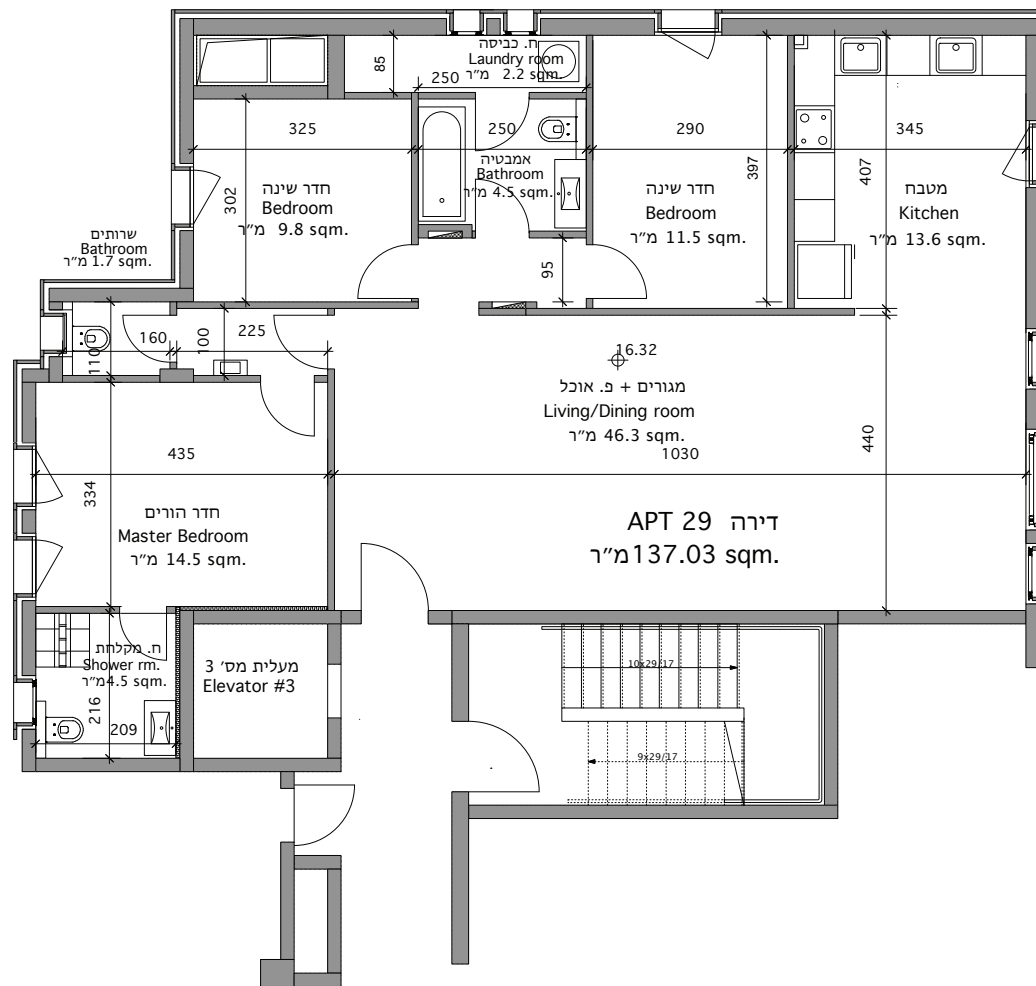 ח. כביסה
Laundry room
2.2 sqm. מ״ר
85
250
325
250
290
345
302
397
407
חדר שינה
Bedroom
9.8 sqm. מ״ר
אמבטיה
Bathroom
4.5 sqm. מ״ר
חדר שינה
Bedroom
11.5 sqm. מ״ר
מטבח
Kitchen
13.6 sqm. מ״ר
שרותים
Bathroom
1.7 sqm. מ״ר
95
160
225
100
110
16.32
מגורים + פ. אוכל
Living/Dining room
46.3 sqm. מ״ר
440
435
1030
334
חדר הורים
Master Bedroom
14.5 sqm. מ״ר
דירה APT 29
137.03 sqm. מ״ר
ח. מקלחת
Shower rm.
4.5 sqm. מ״ר
216
209
מעלית מס׳ 3
Elevator #3
10x29/17
9x29/17